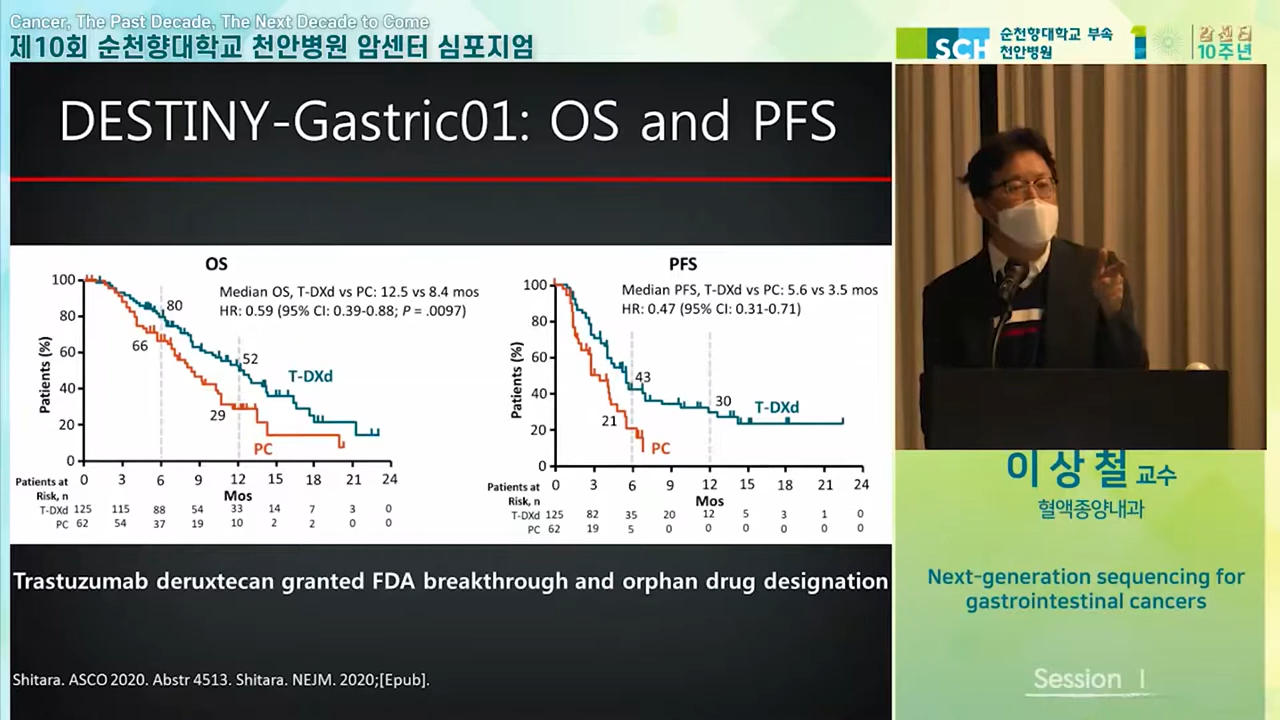 Cancer, The Past Decade, The Next Decade to Come
제10회 순천향대학교 천안병원 암센터 심포지엄
SCH
순천향대학교 부속
천안병원
암센터
10주년
DESTINY-Gastric01: OS and PFS
OS
Median OS, T-DXd vs PC: 12.5 vs 8.4 mos
HR: 0.59 (95% CI: 0.39-0.88; P = .0097)
Patients (%)
100
80
60
40
20
0
80
66
52
29
T-DXd
PC
0 3 6 9 12 15 18 21 24
Mos
Patients at
Risk, n
T-DXd 125 115 88 54 33 14 7 3 0
PC 62 54 37 19 10 2 2 0 0
PFS
Median PFS, T-DXd vs PC: 5.6 vs 3.5 mos
HR: 0.47 (95% CI: 0.31-0.71)
Patients (%)
100
80
60
40
20
0
43
21
30
T-DXd
PC
0 3 6 9 12 15 18 21 24
Mos
Patients at
Risk, n
T-DXd 125 82 35 20 12 5 3 1 0
PC 62 19 5 0 0 0 0 0 0
Trastuzumab deruxtecan granted FDA breakthrough and orphan drug designation
Shitara. ASCO 2020. Abstr 4513. Shitara. NEJM. 2020;[Epub].
이상철 교수
혈액종양내과
Next-generation sequencing for
gastrointestinal cancers
Session I